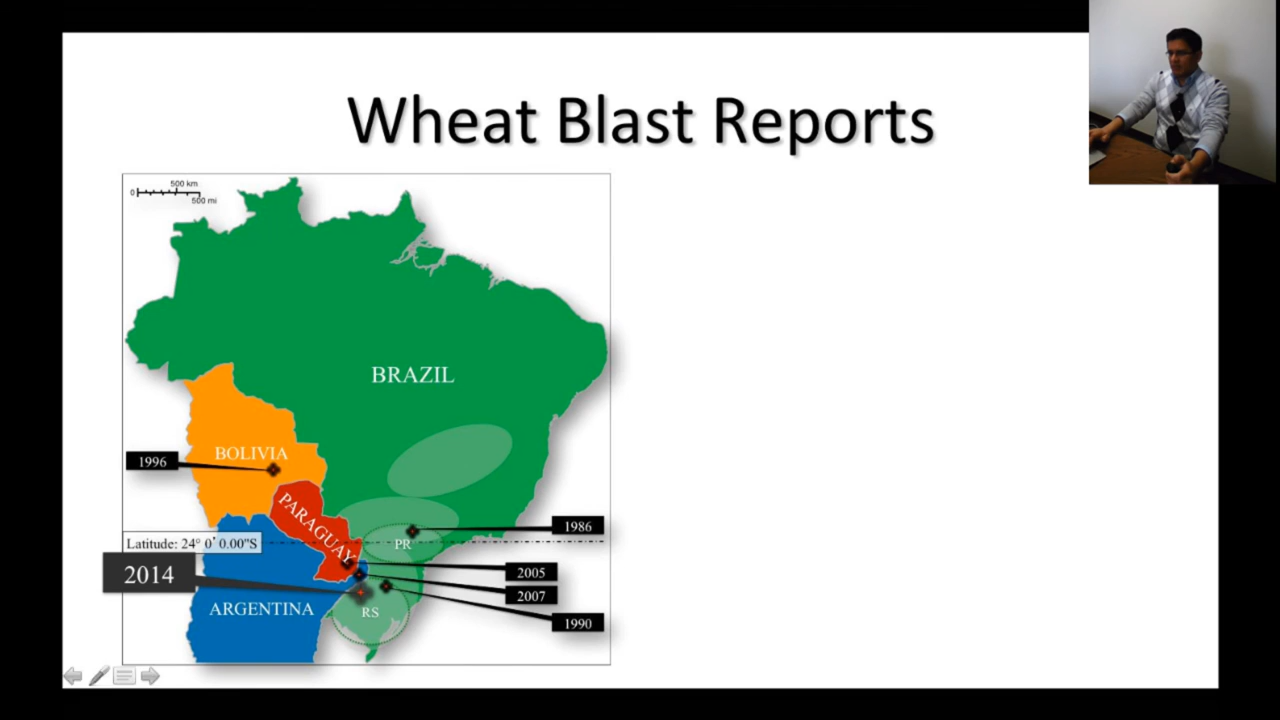 Wheat Blast Reports
0 500 km
500 mi
BRAZIL
BOLIVIA
1996
PARAGUAY
1986
Latitude: 24° 0' 0.00"S
PR
2005
2014
2007
ARGENTINA
RS
1990